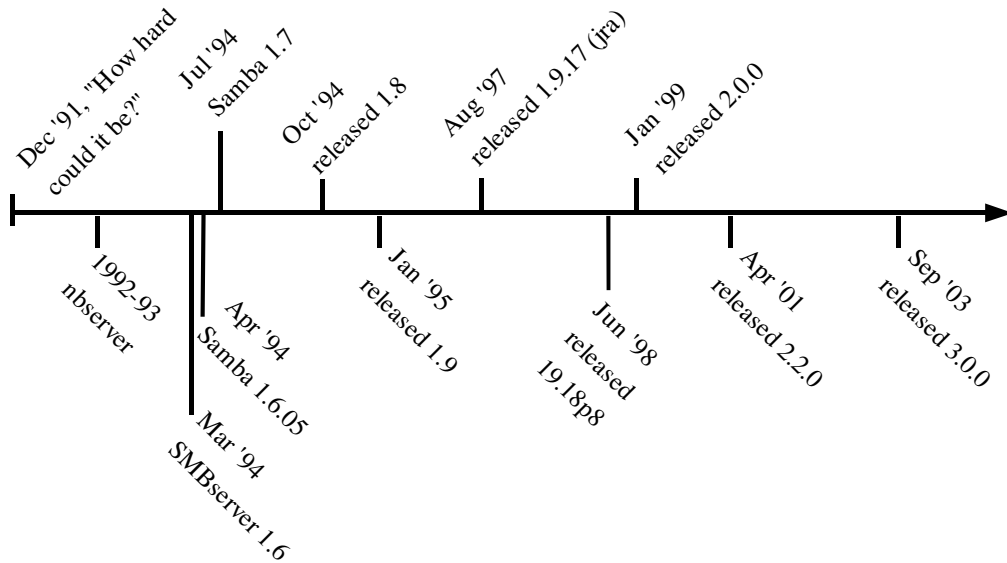 Dec '91, "How hard
could it be?"
Jul '94
Samba 1.7
Oct '94
released 1.8
Aug '97
released 1.9.17 (jra)
Jan '99
released 2.0.0
1992-93
nbserver
Apr '94
Samba 1.6.05
Mar '94
SMBserver 1.6
Jan '95
released 1.9
Jun '98
released
19.18p8
Apr '01
released 2.2.0
Sep '03
released 3.0.0